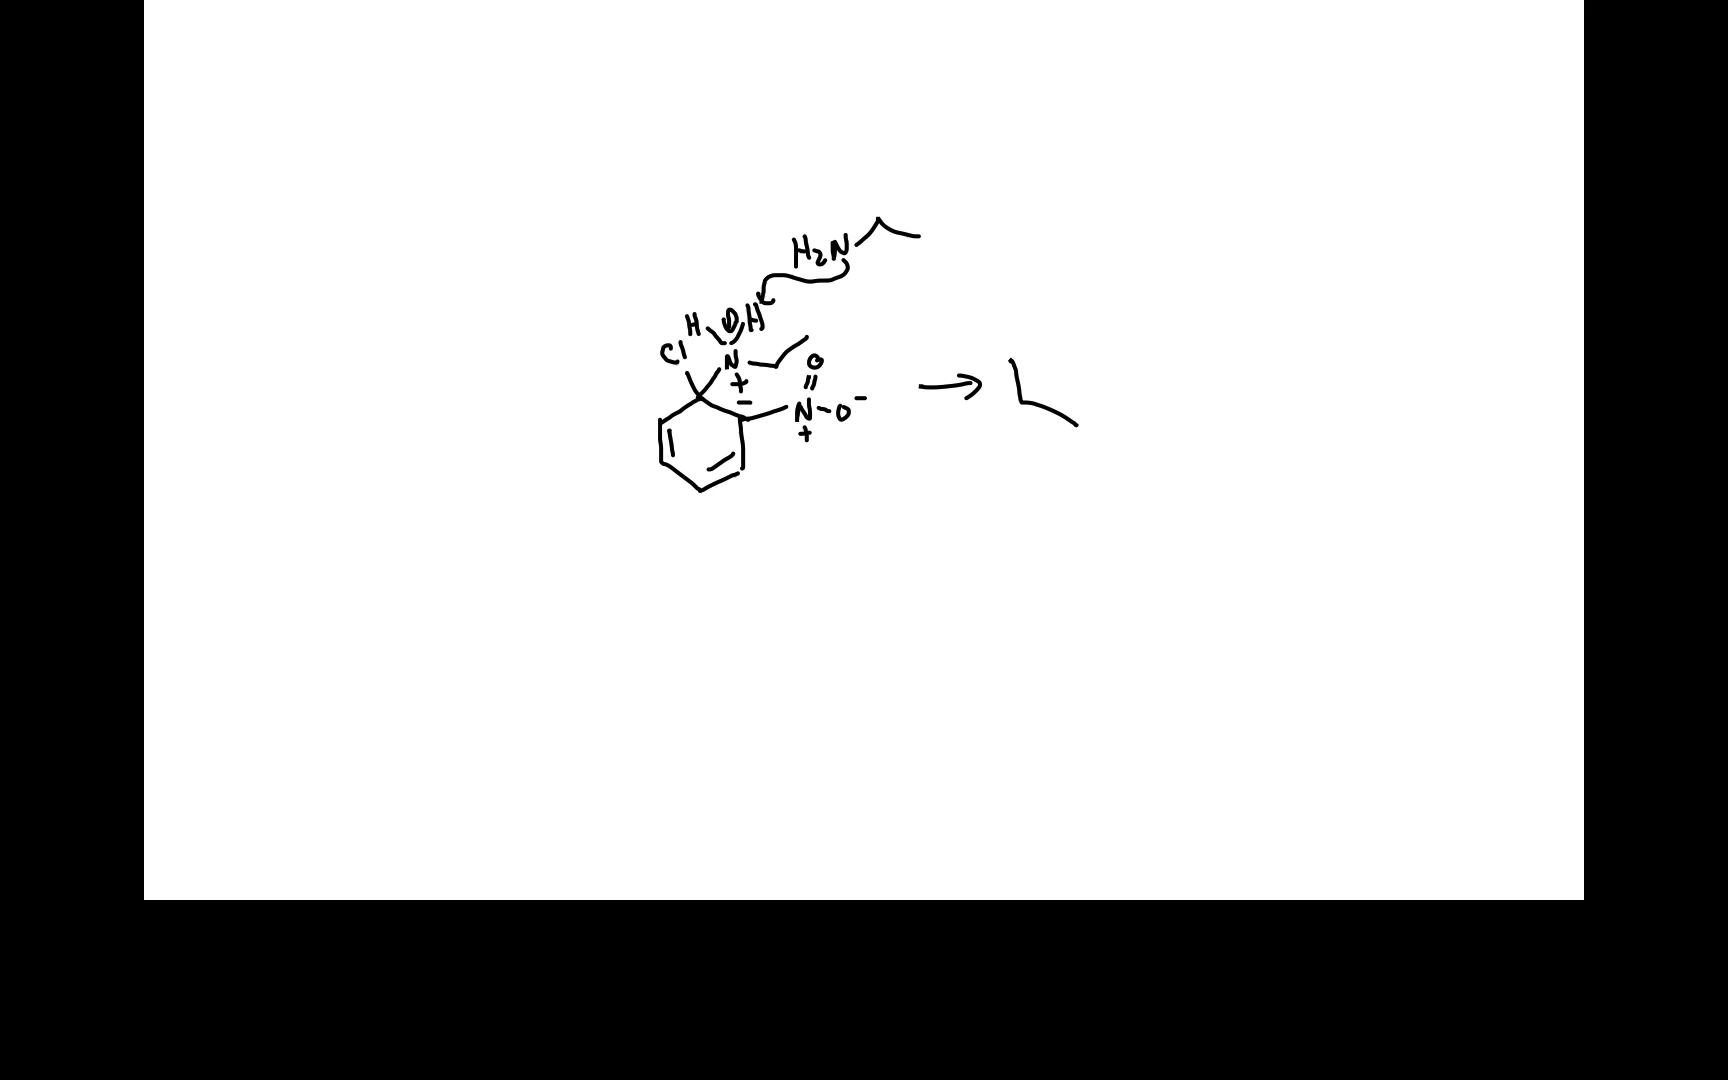 H₂N
H H
Cl N O
+
−
N - O −
+